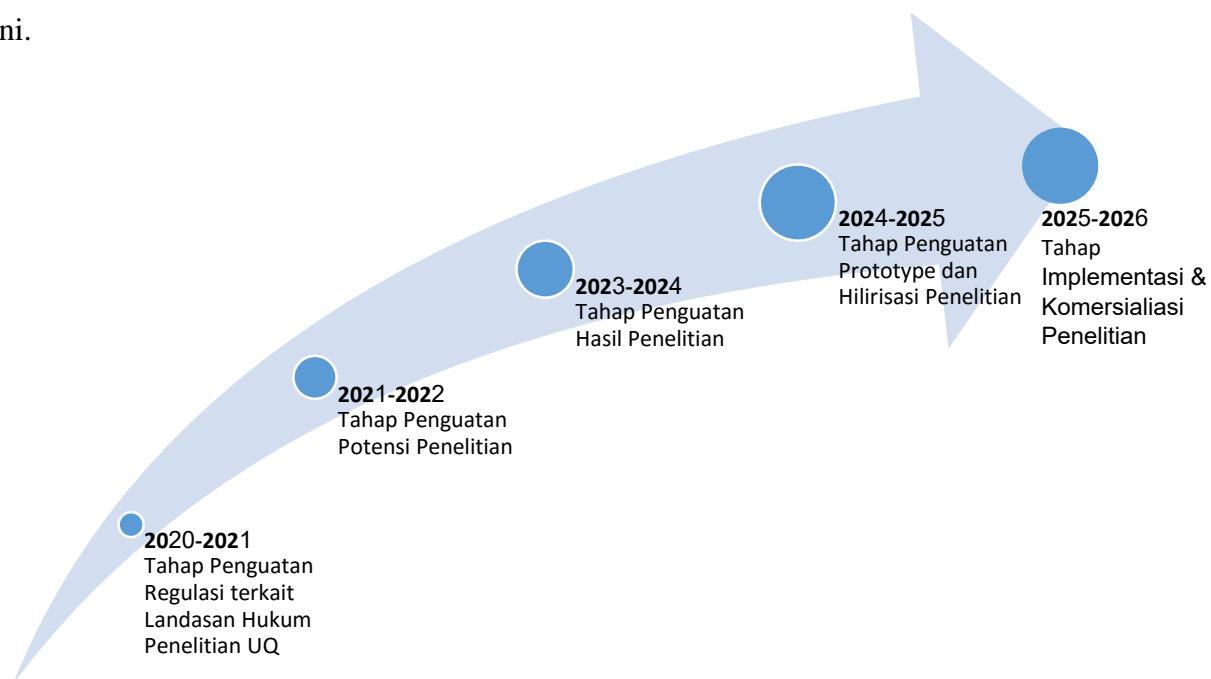 ni.
2020-2021
Tahap Penguatan
Regulasi terkait
Landasan Hukum
Penelitian UQ
2021-2022
Tahap Penguatan
Potensi Penelitian
2023-2024
Tahap Penguatan
Hasil Penelitian
2024-2025
Tahap Penguatan
Prototype dan
Hilirisasi Penelitian
2025-2026
Tahap
Implementasi &
Komersialiasi
Penelitian